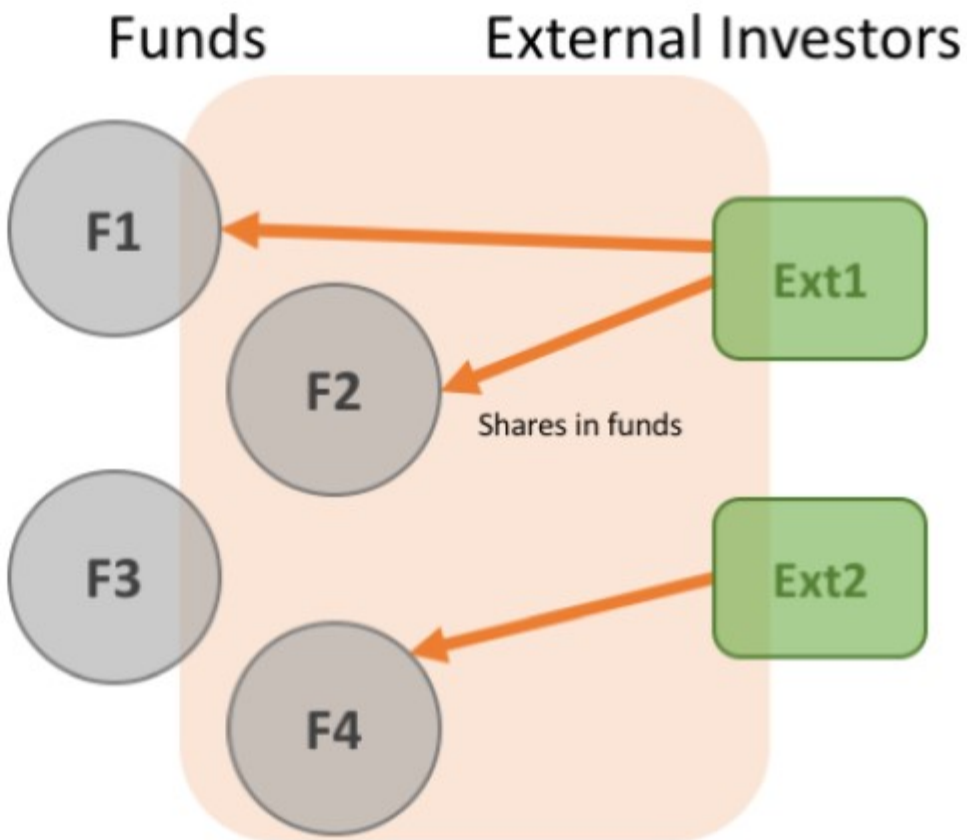 Funds
External Investors
F1
Ext1
F2
Shares in funds
F3
Ext2
F4